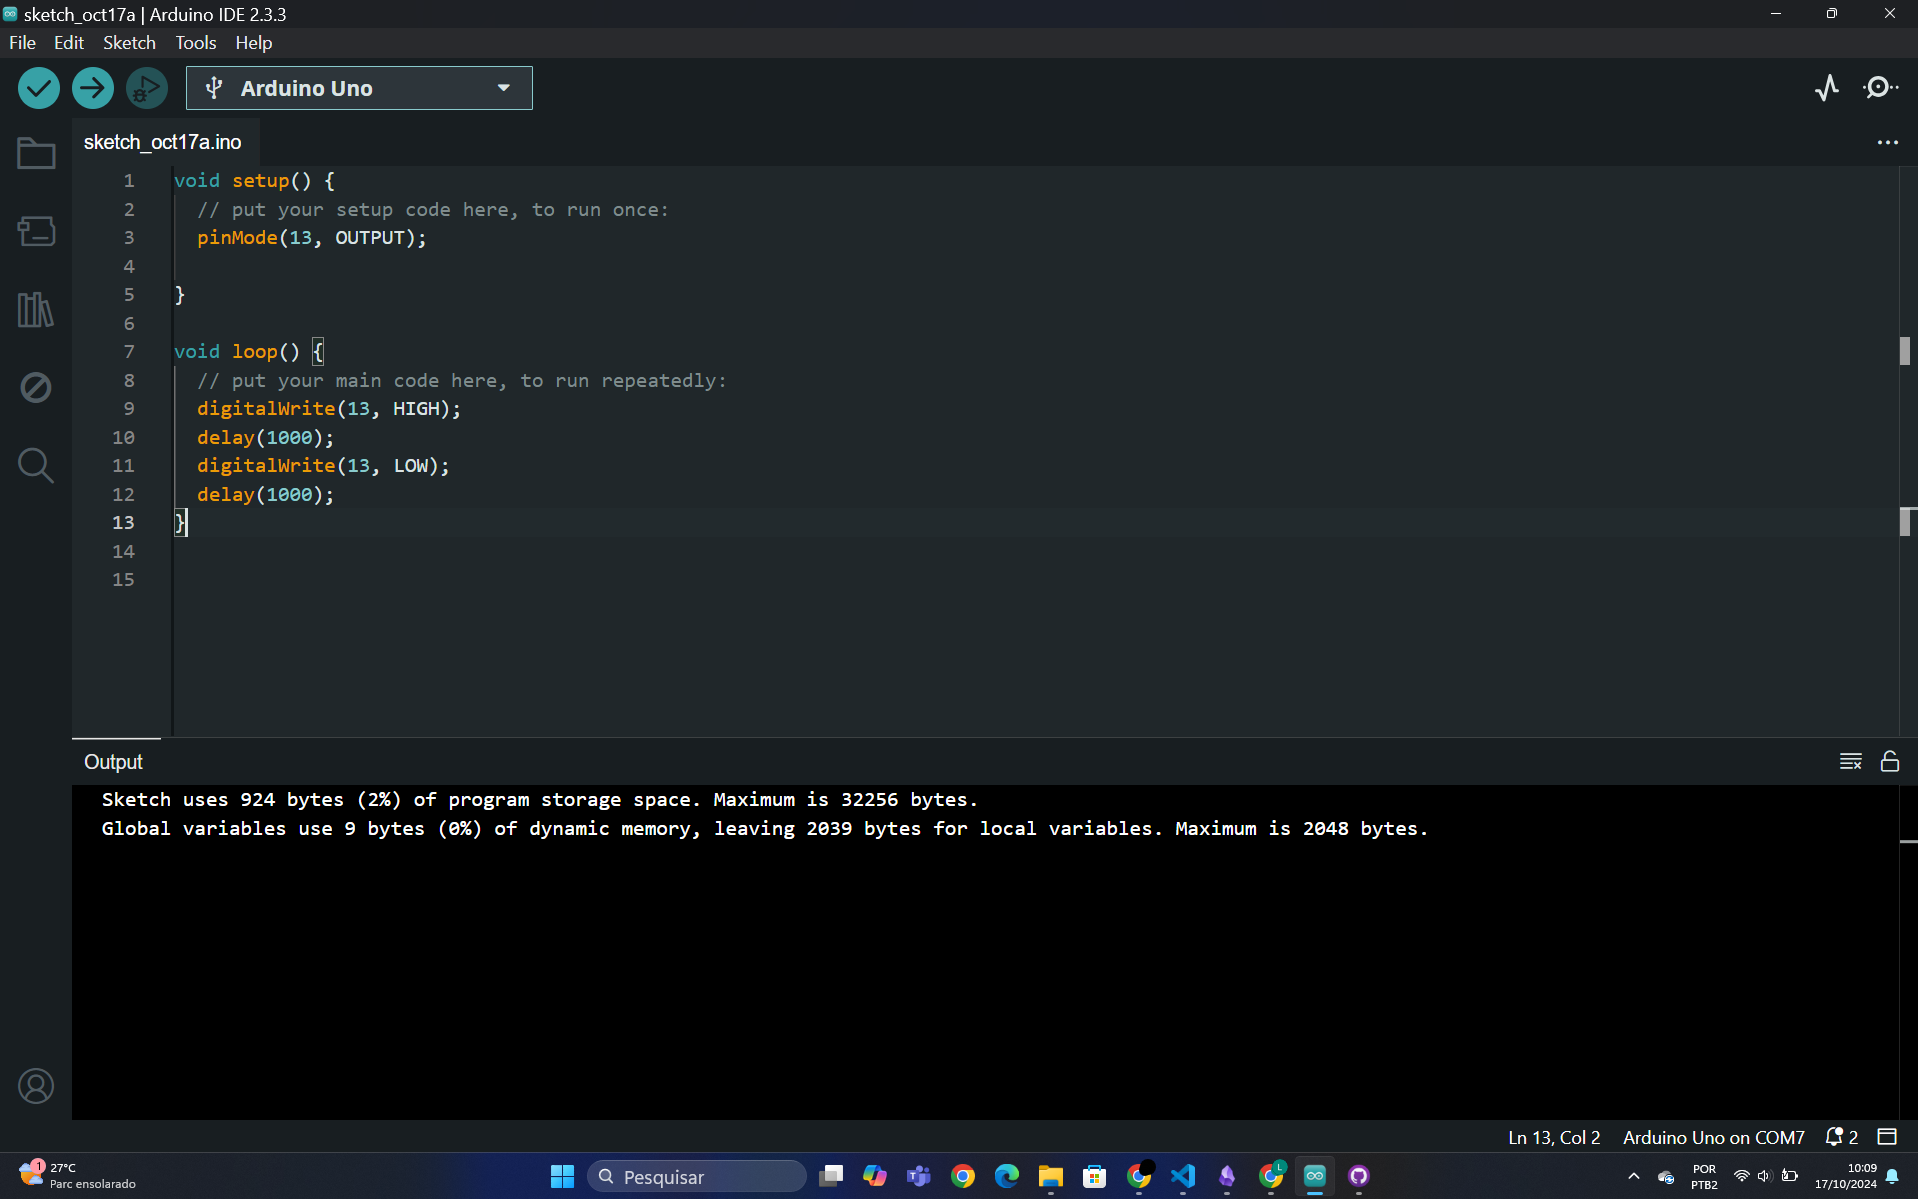 sketch_oct17a | Arduino IDE 2.3.3
File Edit Sketch Tools Help
Arduino Uno
sketch_oct17a.ino
1 void setup() {
2 // put your setup code here, to run once:
3 pinMode(13, OUTPUT);
4
5 }
6
7 void loop() {
8 // put your main code here, to run repeatedly:
9 digitalWrite(13, HIGH);
10 delay(1000);
11 digitalWrite(13, LOW);
12 delay(1000);
13 }
14
15
Output
Sketch uses 924 bytes (2%) of program storage space. Maximum is 32256 bytes.
Global variables use 9 bytes (0%) of dynamic memory, leaving 2039 bytes for local variables. Maximum is 2048 bytes.
Ln 13, Col 2 Arduino Uno on COM7 2
1
27°C
Parc ensolarado
Pesquisar
L
POR
PTB2
10:09
17/10/2024